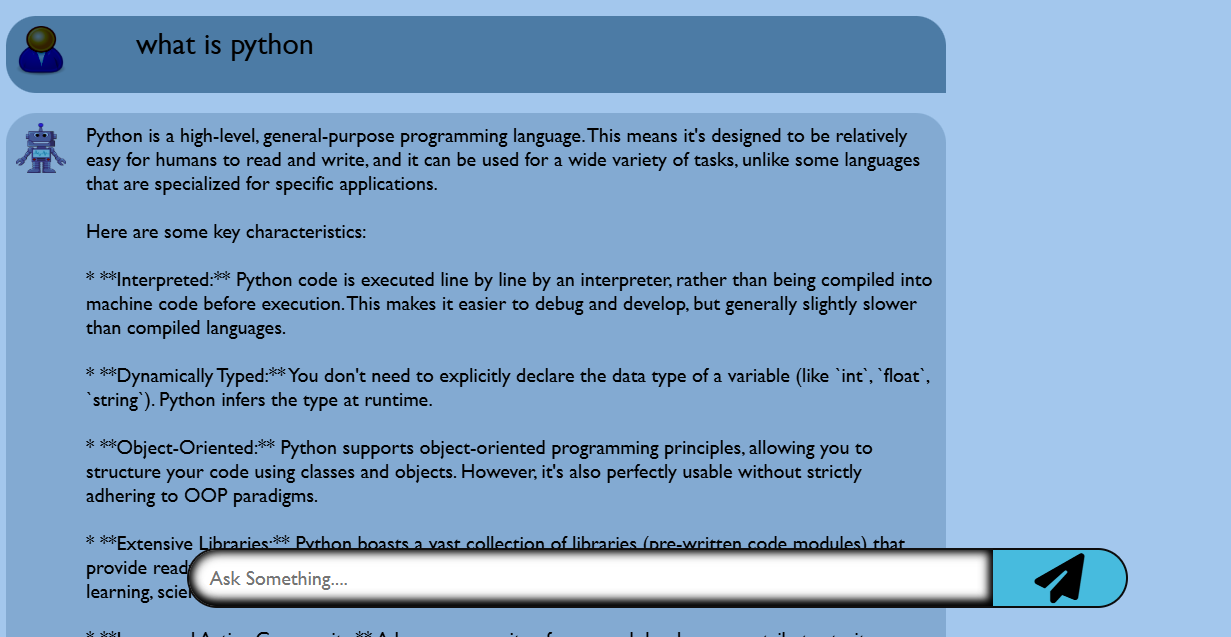 what is python
Python is a high-level, general-purpose programming language. This means it's designed to be relatively
easy for humans to read and write, and it can be used for a wide variety of tasks, unlike some languages
that are specialized for specific applications.
Here are some key characteristics:
* **Interpreted:** Python code is executed line by line by an interpreter, rather than being compiled into
machine code before execution. This makes it easier to debug and develop, but generally slightly slower
than compiled languages.
* **Dynamically Typed:** You don't need to explicitly declare the data type of a variable (like `int`, `float`,
`string`). Python infers the type at runtime.
* **Object-Oriented:** Python supports object-oriented programming principles, allowing you to
structure your code using classes and objects. However, it's also perfectly usable without strictly
adhering to OOP paradigms.
* **Extensive Libraries:** Python boasts a vast collection of libraries (pre-written code modules) that
provide
learning,
Ask Something....